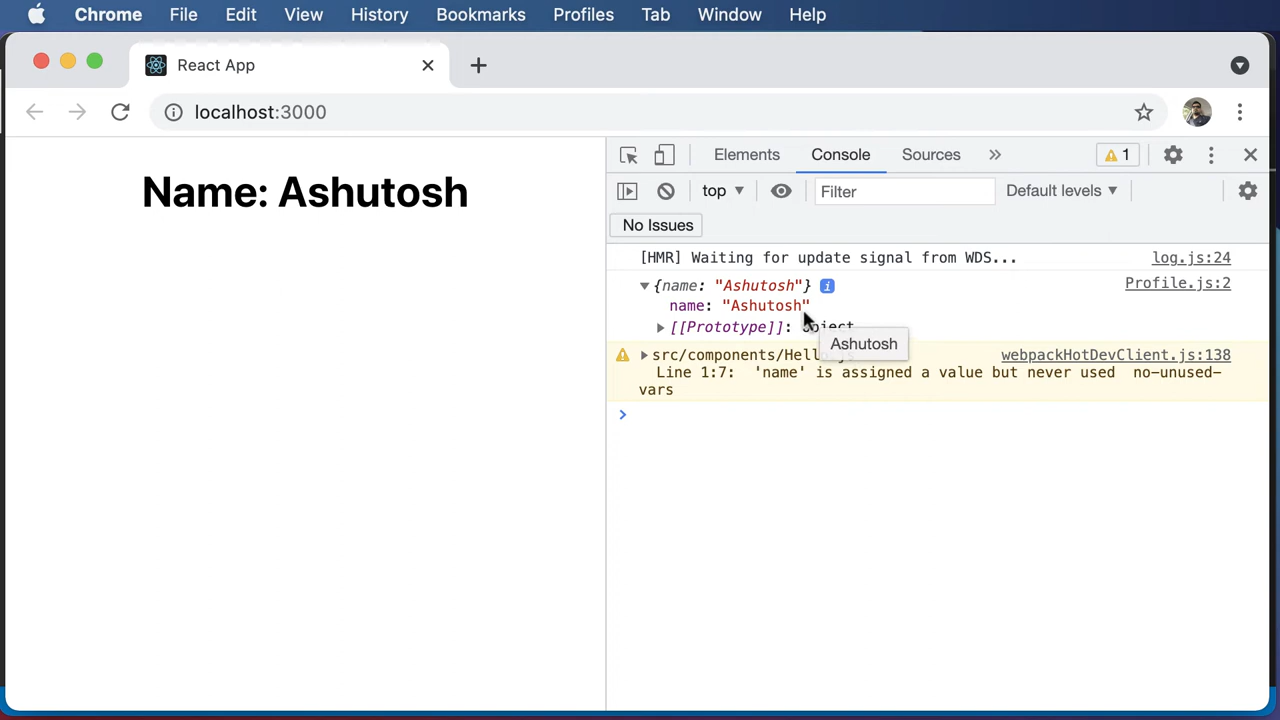 Chrome File Edit View History Bookmarks Profiles Tab Window Help
React App
localhost:3000
Name: Ashutosh
Elements Console Sources 1
top Filter Default levels
No Issues
[HMR] Waiting for update signal from WDS... log.js:24
{name: "Ashutosh"} Profile.js:2
name: "Ashutosh"
[[Prototype]]: Object
Ashutosh
src/components/Hello.js webpackHotDevClient.js:138
Line 1:7: 'name' is assigned a value but never used no-unused-
vars